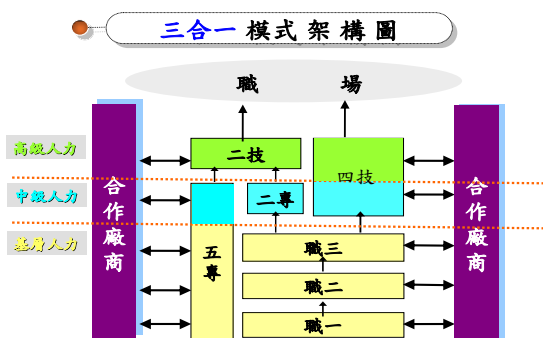 三合一 模式架構圖
職 場
高級人力
二技
四技
中級人力
二專
合作廠商
合作廠商
基層人力
五專
職三
職二
職一